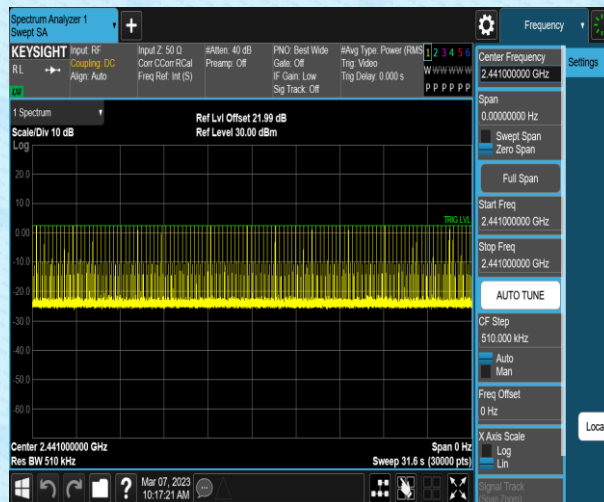 Spectrum Analyzer 1
Swept SA
+
Frequency
KEYSIGHT
RL
Input: RF
Coupling: DC
Align: Auto
Input Z: 50 Ω
Corr CCorr RCal
Freq Ref: Int (S)
#Atten: 40 dB
Preamp: Off
PNO: Best Wide
Gate: Off
IF Gain: Low
Sig Track: Off
#Avg Type: Power (RMS
Trig: Video
Trig Delay: 0.000 s
1 2 3 4 5 6
W W W W W W
P P P P P P
1 Spectrum
Scale/Div 10 dB
Ref Lvl Offset 21.99 dB
Ref Level 30.00 dBm
Log
20.0
10.0
0.00
-10.0
-20.0
-30.0
-40.0
-50.0
-60.0
TRIG LVL
Center 2.441000000 GHz
Res BW 510 kHz
Span 0 Hz
Sweep 31.6 s (30000 pts)
Center Frequency
2.441000000 GHz
Settings
Span
0.00000000 Hz
Swept Span
Zero Span
Full Span
Start Freq
2.441000000 GHz
Stop Freq
2.441000000 GHz
AUTO TUNE
CF Step
510.000 kHz
Auto
Man
Freq Offset
0 Hz
Loca
X Axis Scale
Log
Lin
Signal Track
(Span Zoom)
?
Mar 07, 2023
10:17:21 AM